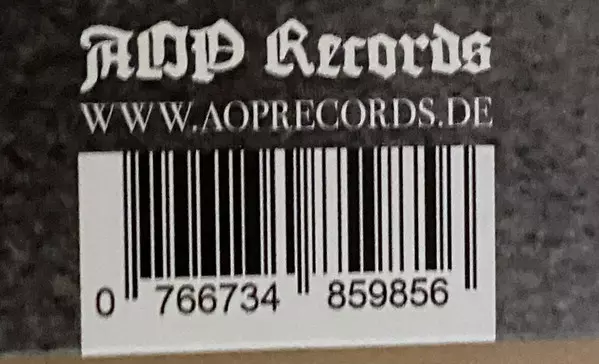 AOP Records
WWW.AOPRECORDS.DE
0 766734 859856